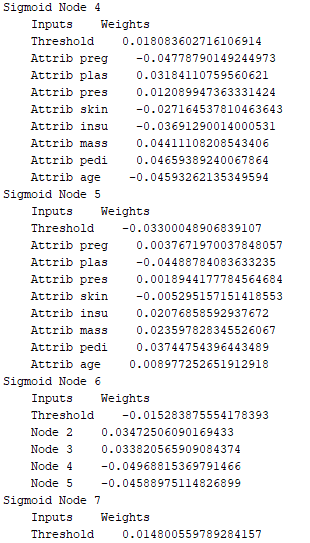 Sigmoid Node 4
Inputs    Weights
Threshold    0.018083602716106914
Attrib preg    -0.04778790149244973
Attrib plas    0.03184110759560621
Attrib pres    0.012089947363331424
Attrib skin    -0.027164537810463643
Attrib insu    -0.03691290014000531
Attrib mass    0.04411108208543406
Attrib pedi    0.04659389240067864
Attrib age    -0.04593262135349594
Sigmoid Node 5
Inputs    Weights
Threshold    -0.03300048906839107
Attrib preg    0.0037671970037848057
Attrib plas    -0.04488784083633235
Attrib pres    0.0018944177784564684
Attrib skin    -0.005295157151418553
Attrib insu    0.02076858592937672
Attrib mass    0.023597828345526067
Attrib pedi    0.03744754396443489
Attrib age    0.008977252651912918
Sigmoid Node 6
Inputs    Weights
Threshold    -0.015283875554178393
Node 2    0.03472506090169433
Node 3    0.033820565909084374
Node 4    -0.04968815369791466
Node 5    -0.04588975114826899
Sigmoid Node 7
Inputs    Weights
Threshold    0.014800559789284157